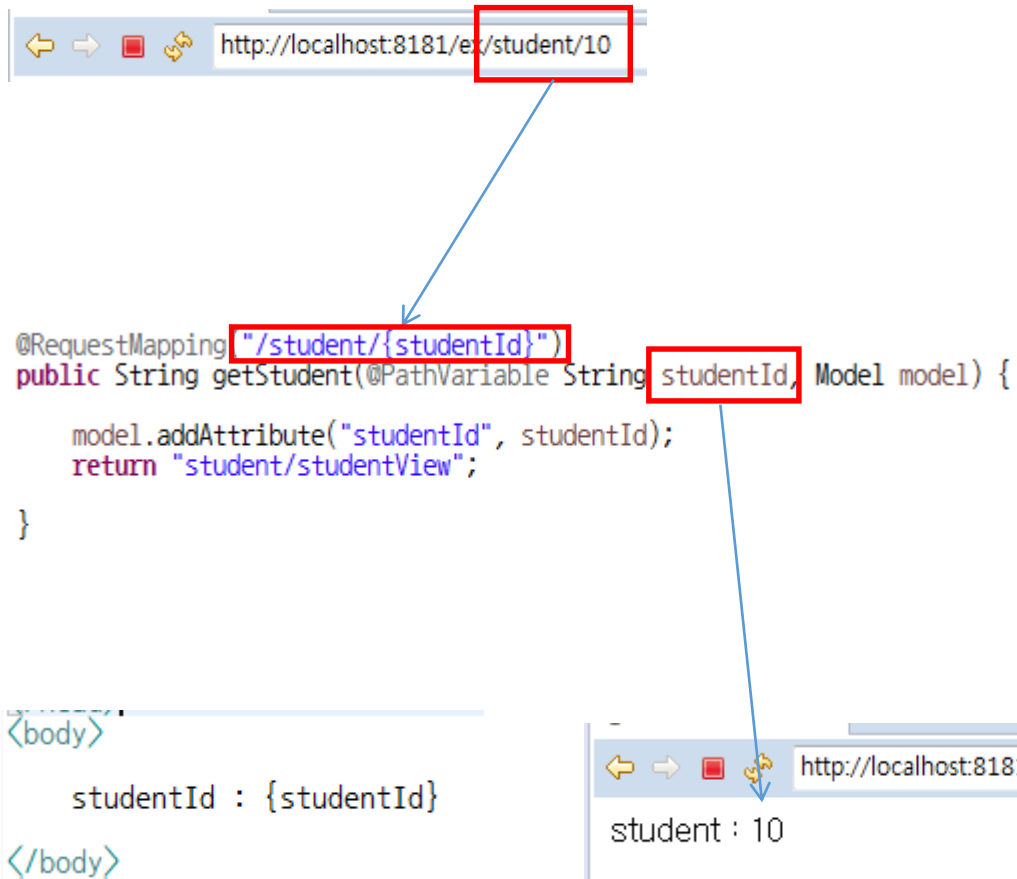 http://localhost:8181/ex/student/10
@RequestMapping("/student/{studentId}")
public String getStudent(@PathVariable String studentId, Model model) {
model.addAttribute("studentId", studentId);
return "student/studentView";
}
<body>
studentId : {studentId}
</body>
http://localhost:818
student : 10